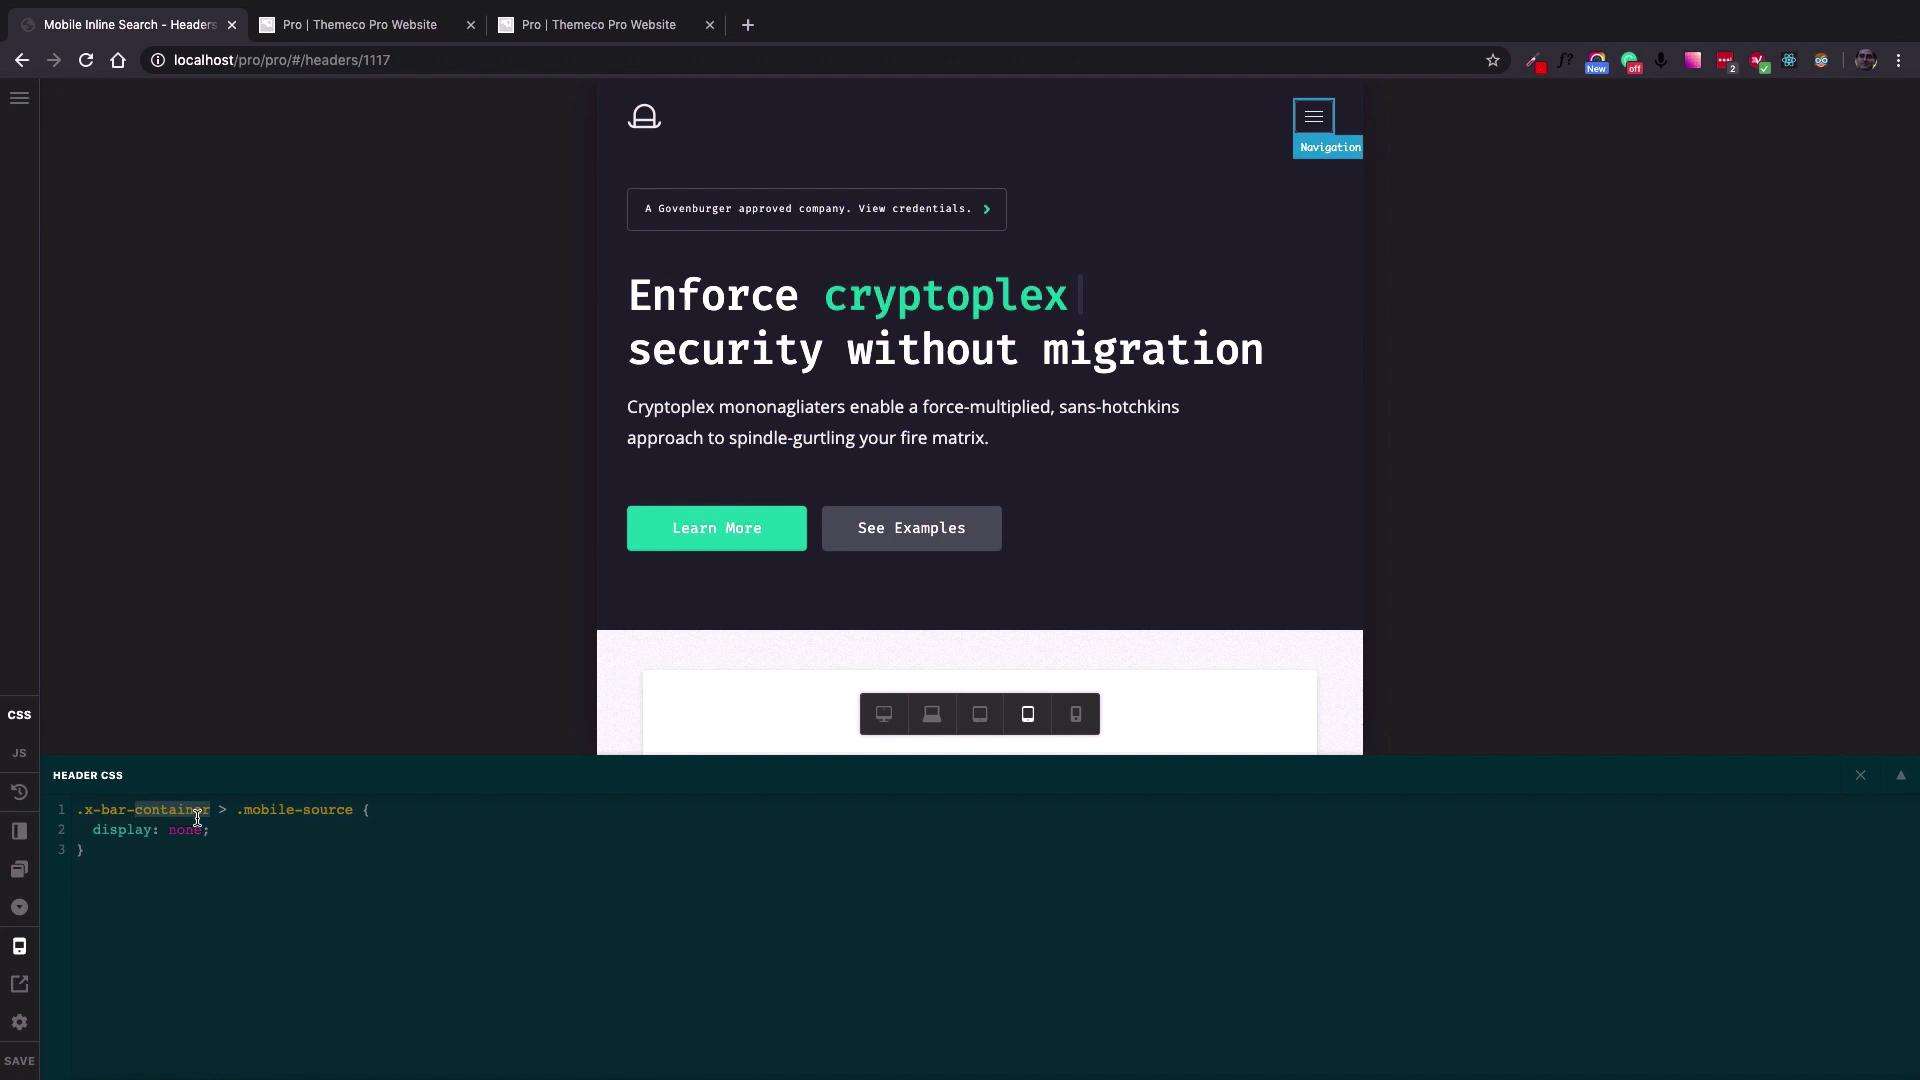 Mobile Inline Search - Headers
Pro | Themeco Pro Website
Pro | Themeco Pro Website
localhost/pro/pro/#/headers/1117
f?
New
off
2
Navigation
A Govenburger approved company. View credentials.
Enforce cryptoplex
security without migration
Cryptoplex mononagliaters enable a force-multiplied, sans-hotchkins
approach to spindle-gurtling your fire matrix.
Learn More
See Examples
CSS
JS
HEADER CSS
1 .x-bar-container > .mobile-source {
2 display: none;
3 }
SAVE